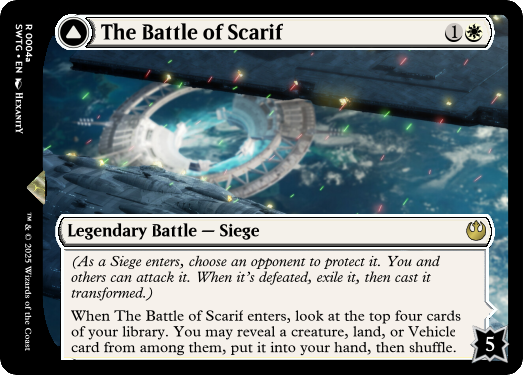 The Battle of Scarif
1
Legendary Battle — Siege
(As a Siege enters, choose an opponent to protect it. You and
others can attack it. When it's defeated, exile it, then cast it
transformed.)
When The Battle of Scarif enters, look at the top four cards
of your library. You may reveal a creature, land, or Vehicle
card from among them, put it into your hand, then shuffle.
5
R 0004a
SWTG • EN HEXANITY
™ & © 2025 Wizards of the Coast